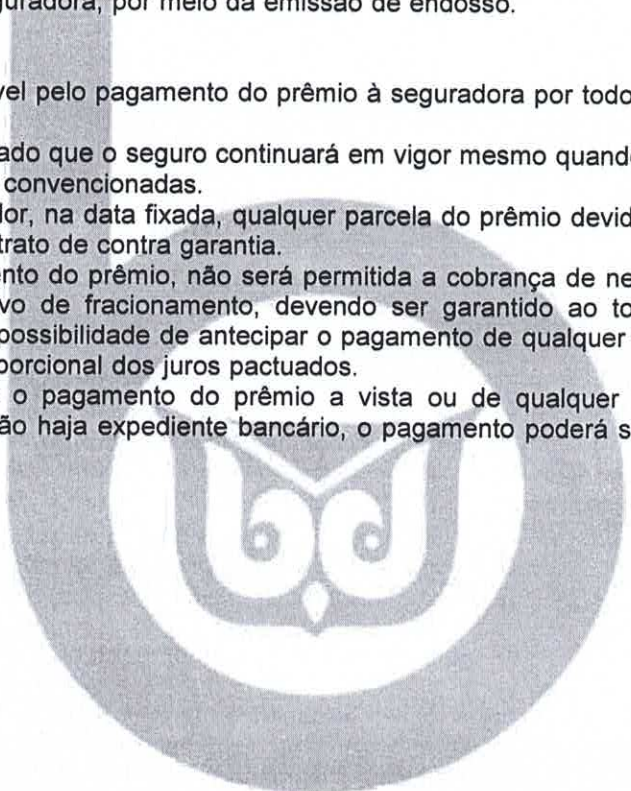 guradora, por meio da emissão de endosso.
vel pelo pagamento do prêmio à seguradora por todo
ado que o seguro continuará em vigor mesmo quand
convencionadas.
or, na data fixada, qualquer parcela do prêmio devid
trato de contra garantia.
nto do prêmio, não será permitida a cobrança de ne
vo de fracionamento, devendo ser garantido ao to
possibilidade de antecipar o pagamento de qualquer
porcional dos juros pactuados.
o pagamento do prêmio a vista ou de qualquer
ão haja expediente bancário, o pagamento poderá s